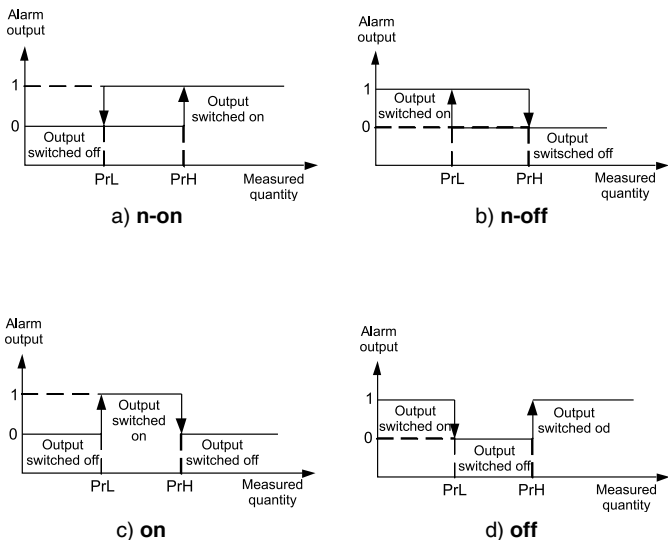 Alarm
output
1
0
Output
switched on
Output
switched off
PrL
PrH
Measured
quantity
a) n-on
Alarm
output
1
0
Output
switched on
Output
switsched off
PrL
PrH
Measured
quantity
b) n-off
Alarm
output
1
0
Output
switched
on
Output
switched off
Output
switched off
PrL
PrH
Measured
quantity
c) on
Alarm
output
1
0
Output
switched on
Output
switched od
Output
switched off
PrL
PrH
Measured
quantity
d) off